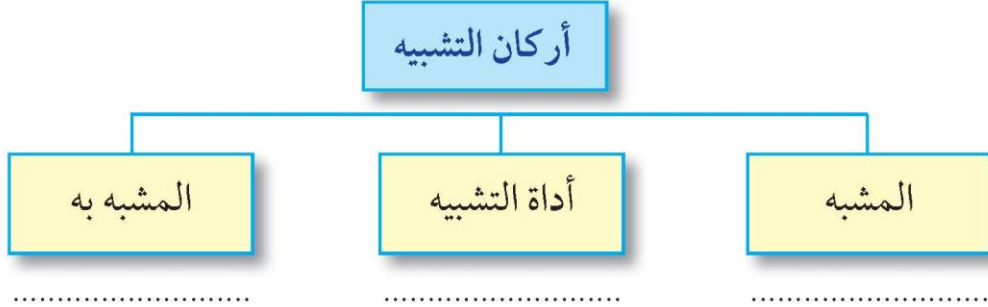 أركان التشبيه
المشبه
أداة التشبيه
المشبه به